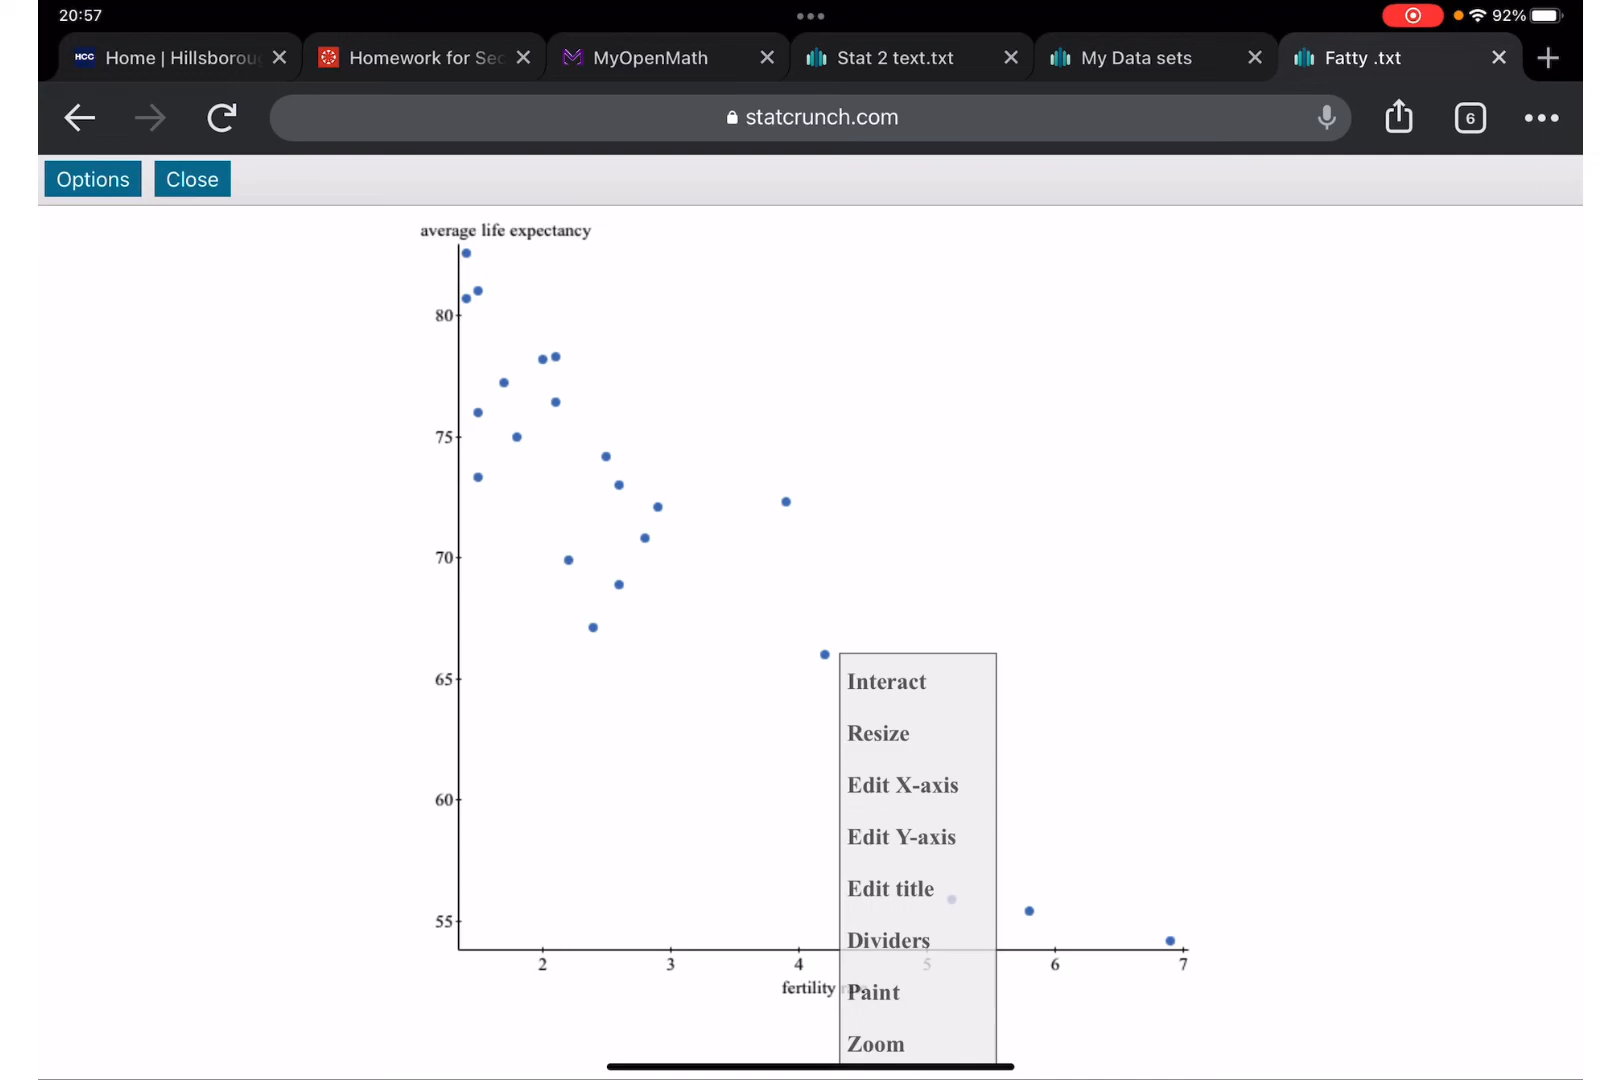 20:57
92%
HCC Home | Hillsborou
Homework for Sec
MyOpenMath
Stat 2 text.txt
My Data sets
Fatty .txt
statcrunch.com
6
Options
Close
average life expectancy
80
75
70
65
60
55
2 3 4 5 6 7
fertility
Interact
Resize
Edit X-axis
Edit Y-axis
Edit title
Dividers
Paint
Zoom